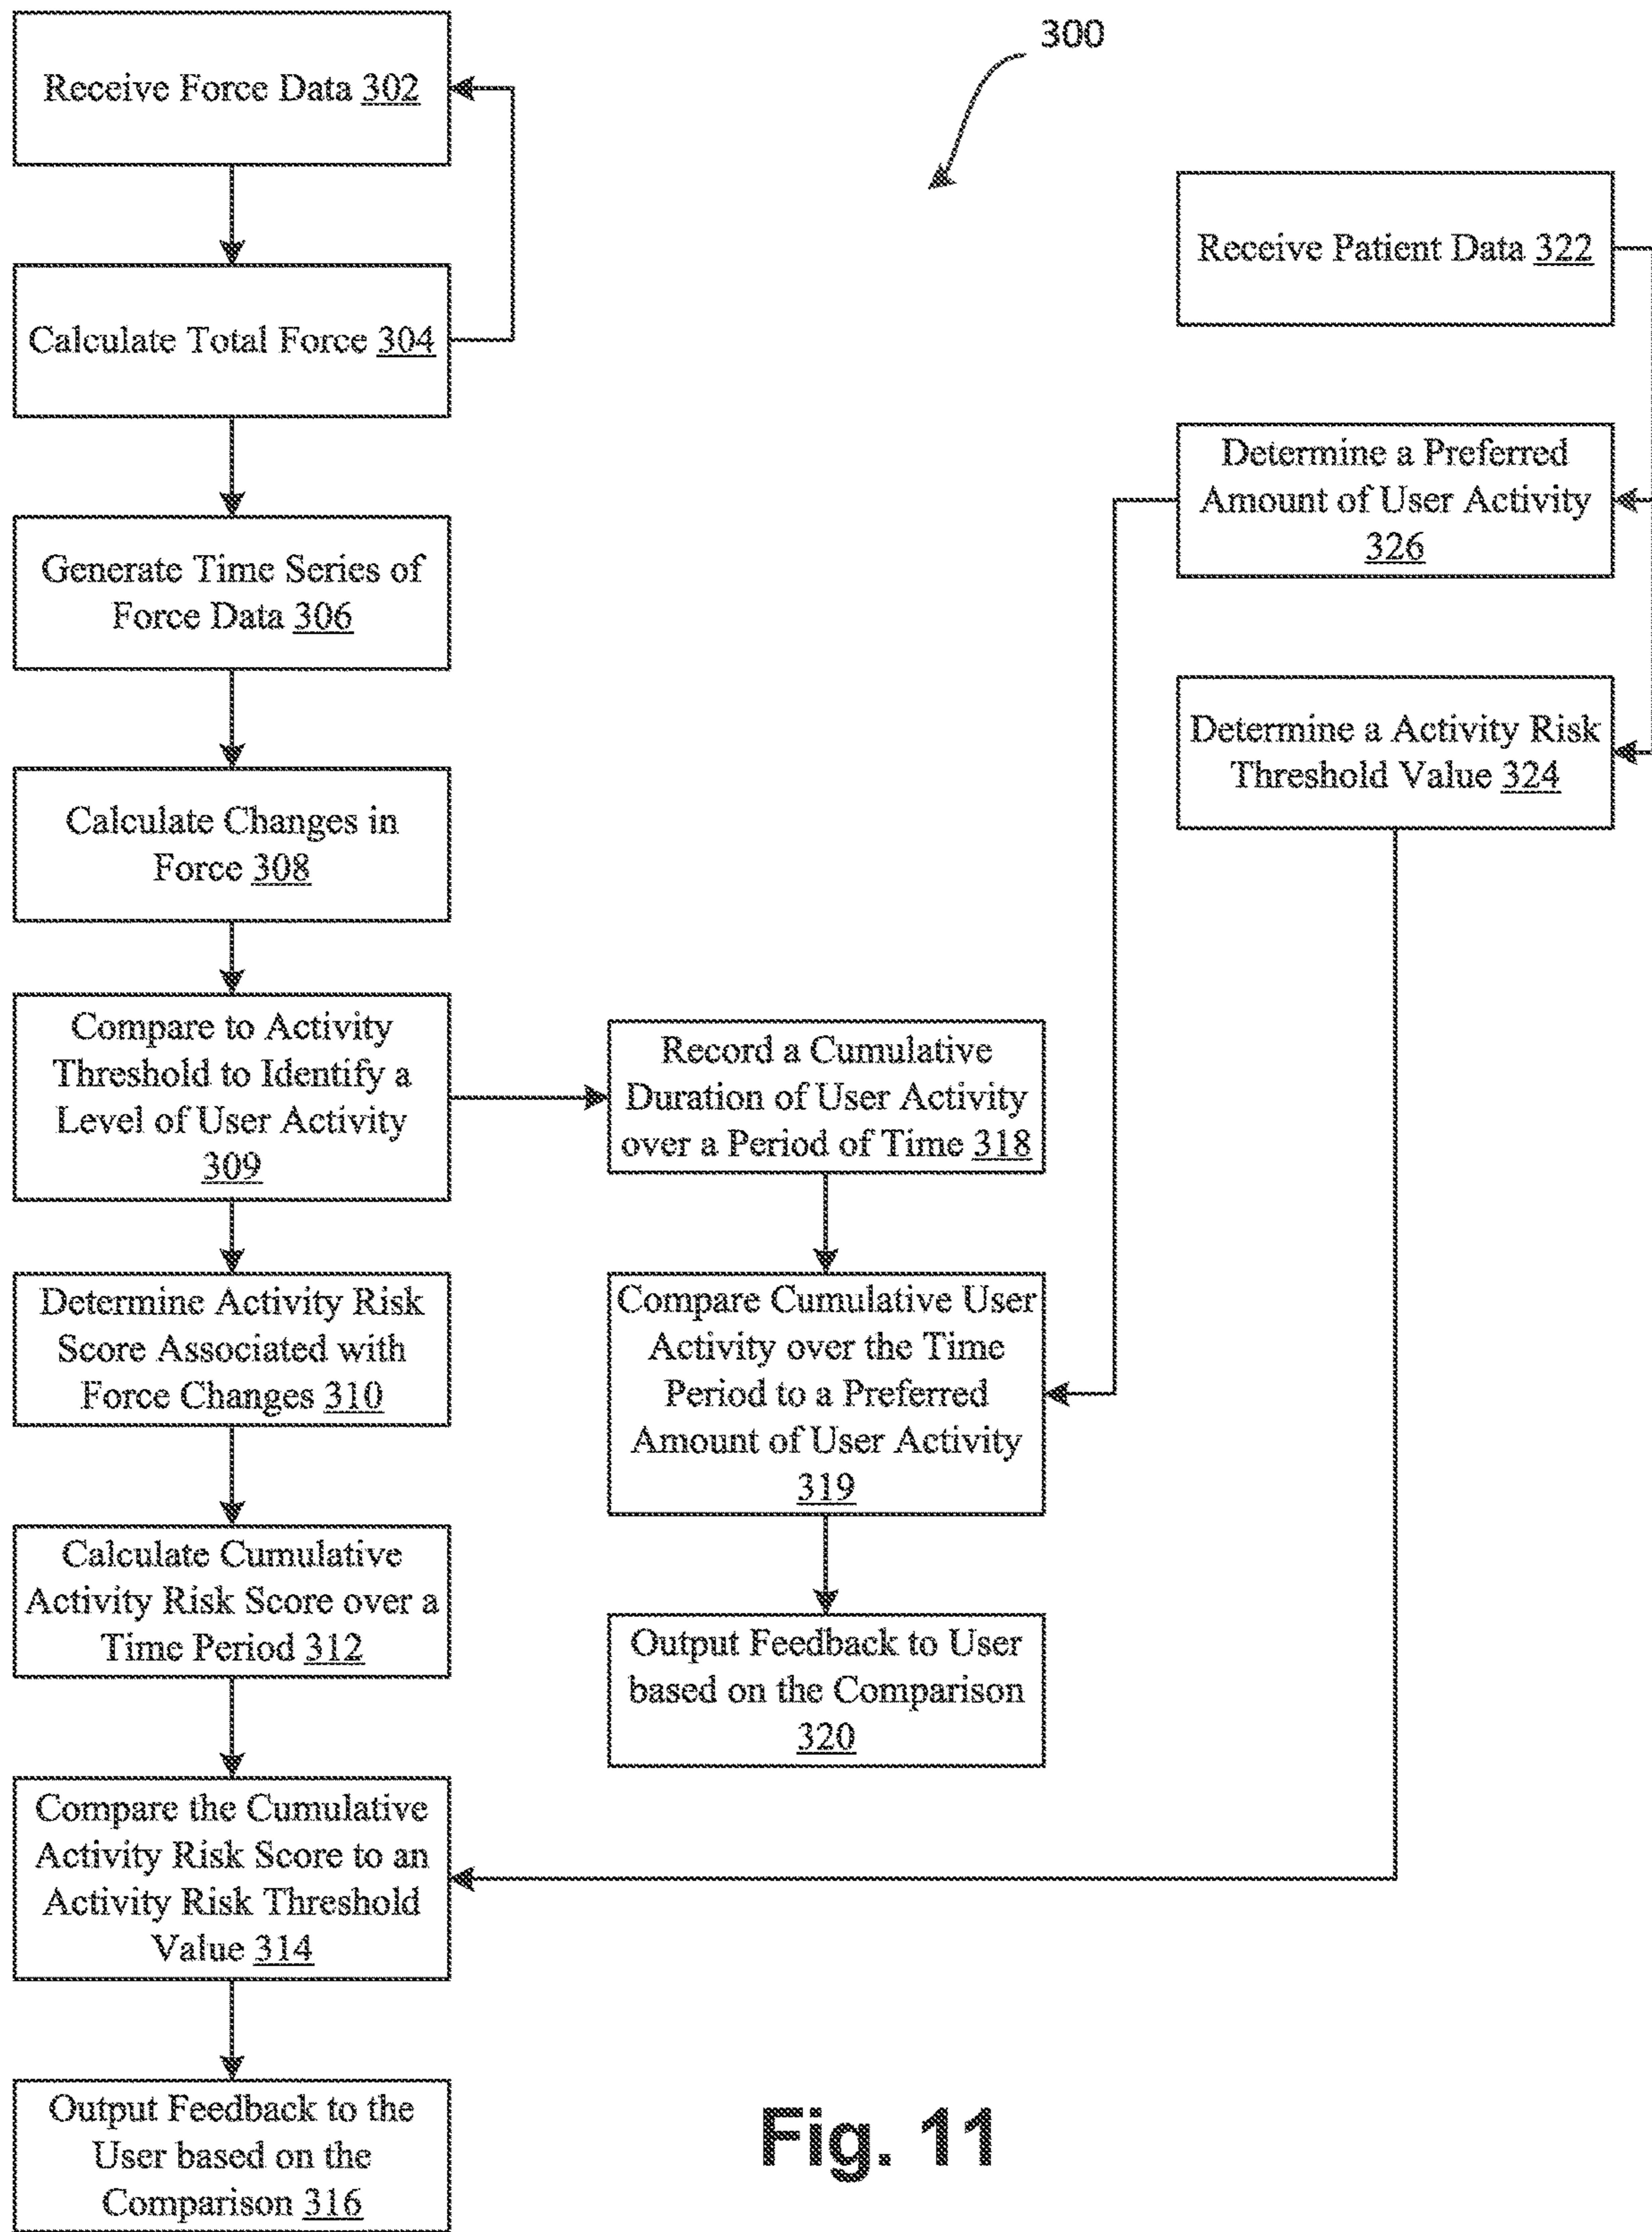 300
Receive Force Data 302
Calculate Total Force 304
Generate Time Series of
Force Data 306
Calculate Changes in
Force 308
Compare to Activity
Threshold to Identify a
Level of User Activity
309
Determine Activity Risk
Score Associated with
Force Changes 310
Calculate Cumulative
Activity Risk Score over a
Time Period 312
Compare the Cumulative
Activity Risk Score to an
Activity Risk Threshold
Value 314
Output Feedback to the
User based on the
Comparison 316
Record a Cumulative
Duration of User Activity
over a Period of Time 318
Compare Cumulative User
Activity over the Time
Period to a Preferred
Amount of User Activity
319
Output Feedback to User
based on the Comparison
320
Receive Patient Data 322
Determine a Preferred
Amount of User Activity
326
Determine a Activity Risk
Threshold Value 324
Fig. 11